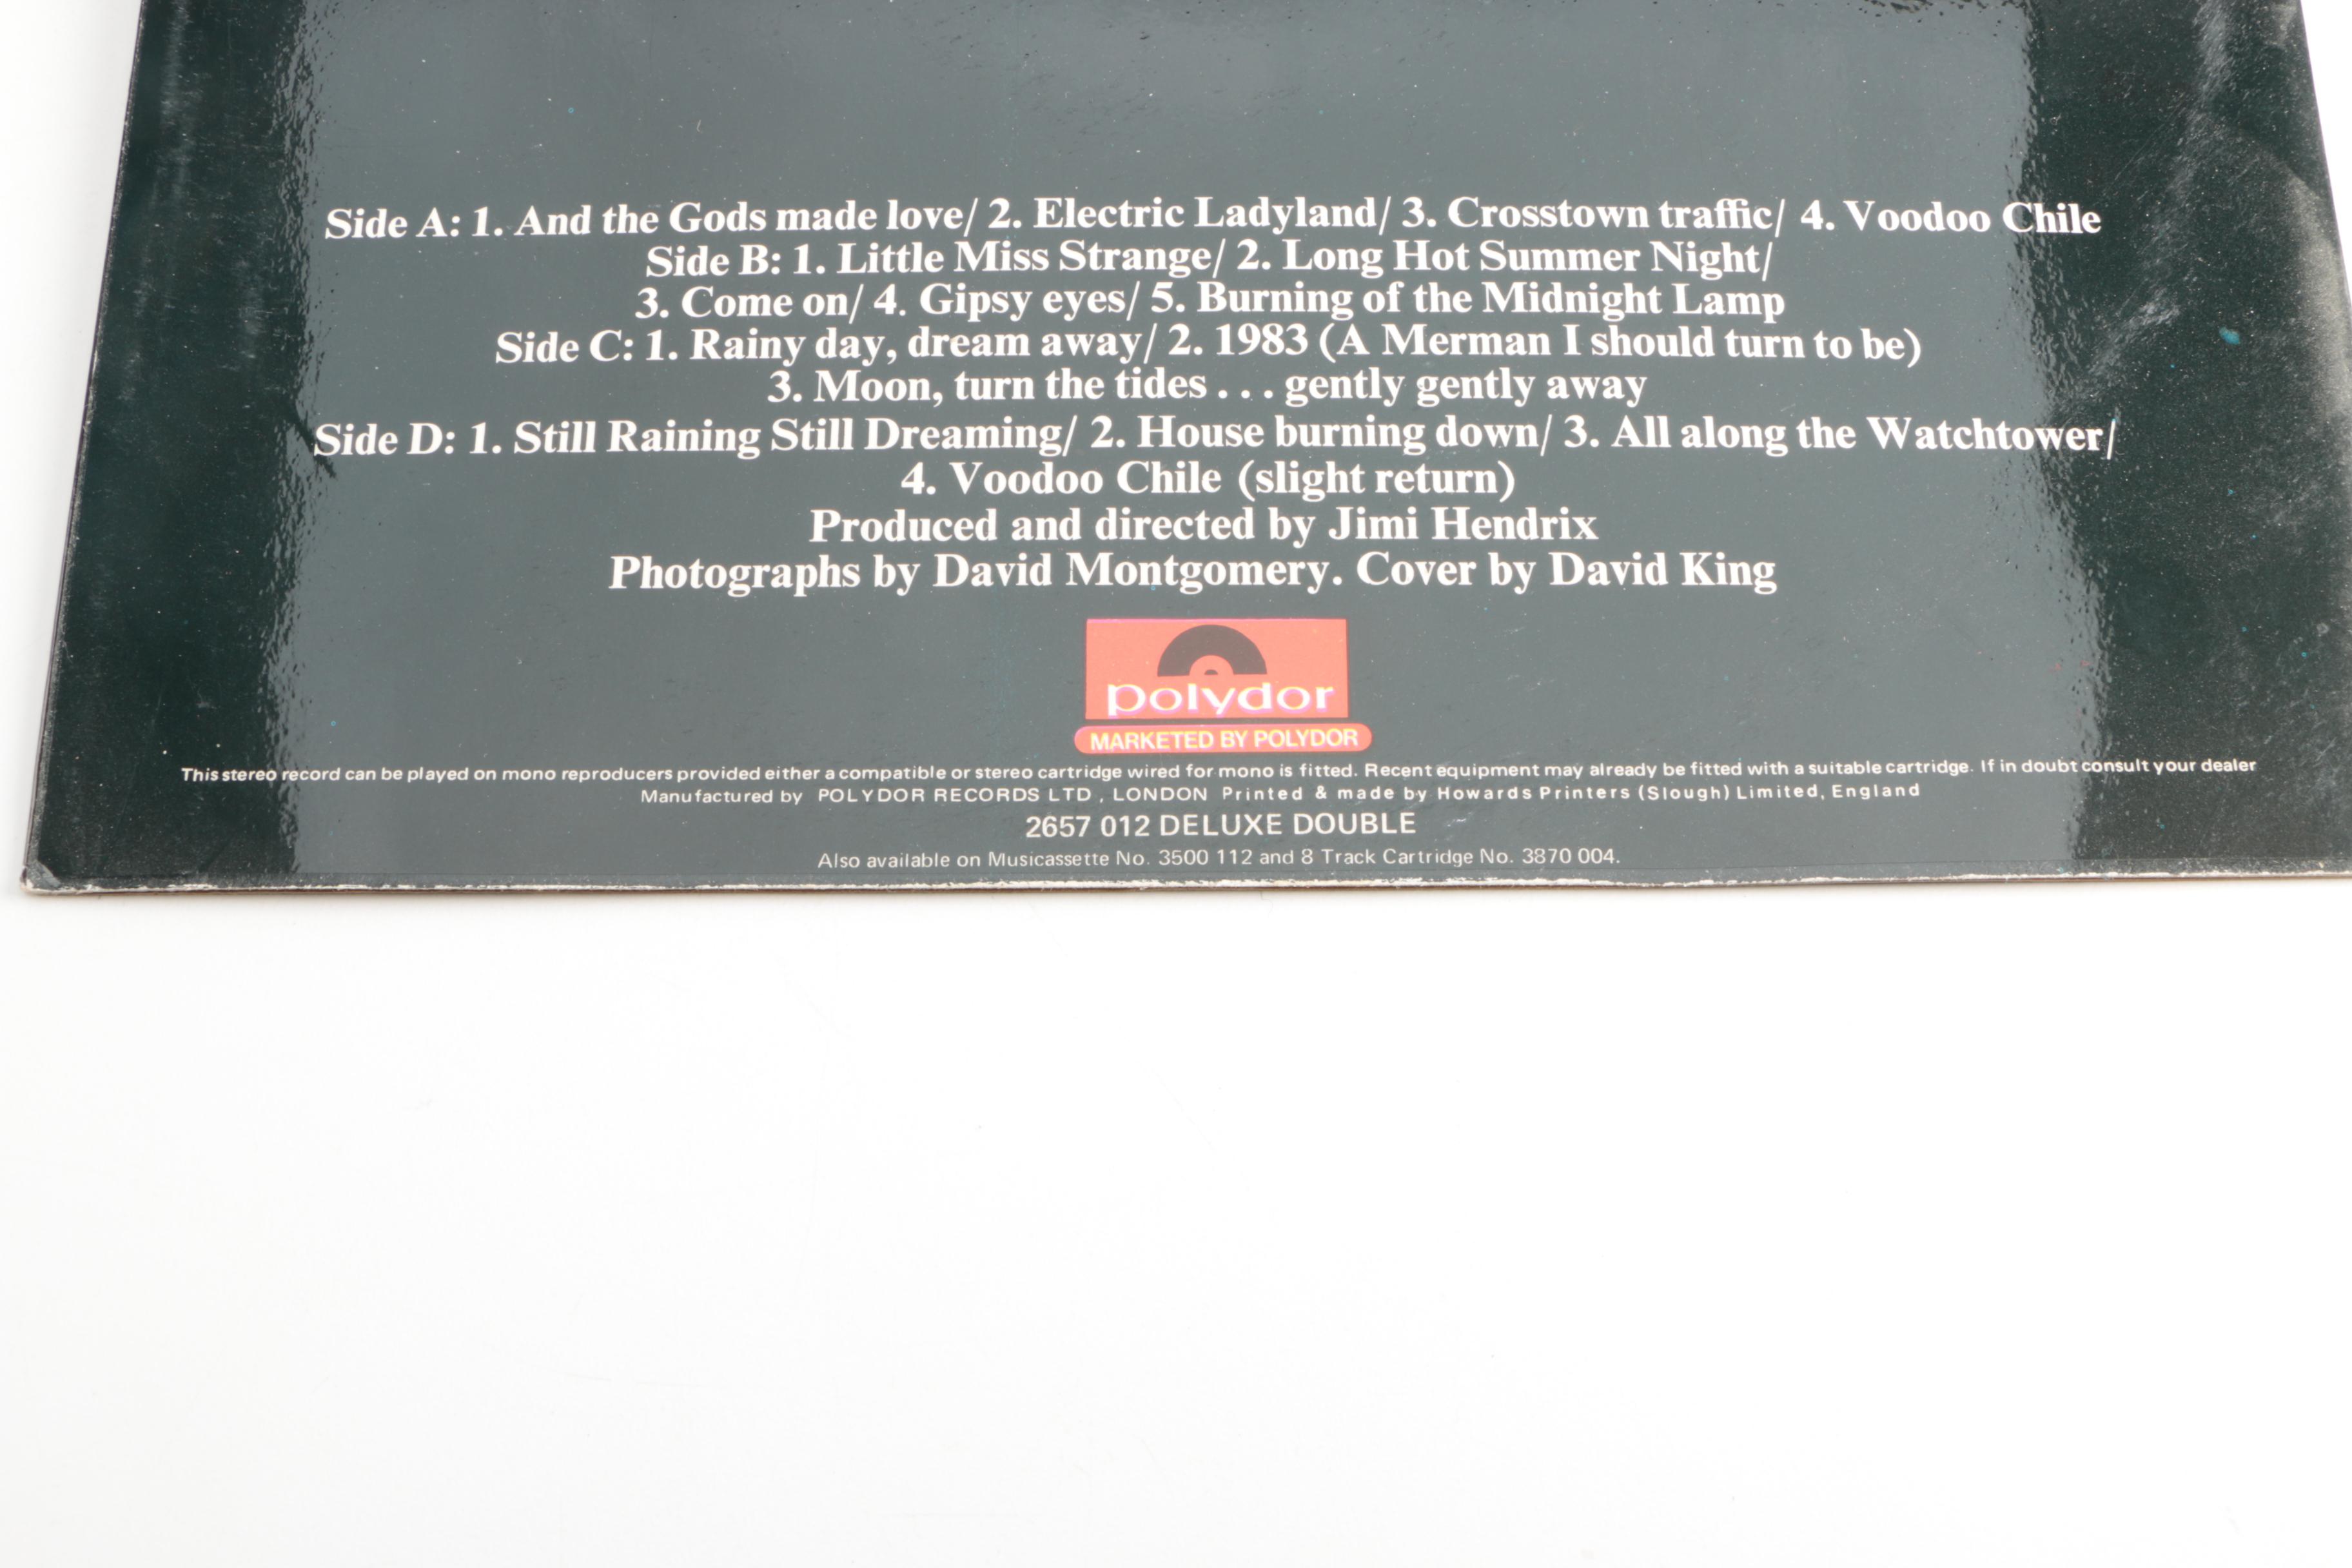 Side A: 1. And the Gods made love/ 2. Electric Ladyland/ 3. Crosstown traffic/ 4. Voodoo Chile
Side B: 1. Little Miss Strange/ 2. Long Hot Summer Night/
3. Come on/ 4. Gipsy eyes/ 5. Burning of the Midnight Lamp
Side C: 1. Rainy day, dream away/ 2. 1983 (A Merman I should turn to be)
3. Moon, turn the tides . . . gently gently away
Side D: 1. Still Raining Still Dreaming/ 2. House burning down/ 3. All along the Watchtower/
4. Voodoo Chile (slight return)
Produced and directed by Jimi Hendrix
Photographs by David Montgomery. Cover by David King
polydor
MARKETED BY POLYDOR
This stereo record can be played on mono reproducers provided either a compatible or stereo cartridge wired for mono is fitted. Recent equipment may already be fitted with a suitable cartridge. If in doubt consult your dealer
Manufactured by POLYDOR RECORDS LTD, LONDON Printed & made by Howards Printers (Slough) Limited, England
2657 012 DELUXE DOUBLE
Also available on Musicassette No. 3500 112 and 8 Track Cartridge No. 3870 004.